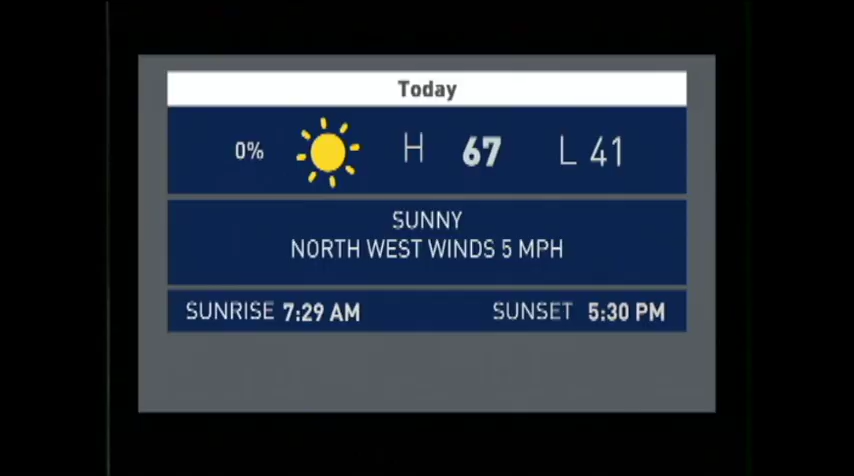 Today
0% H 67 L 41
SUNNY
NORTH WEST WINDS 5 MPH
SUNRISE 7:29 AM SUNSET 5:30 PM